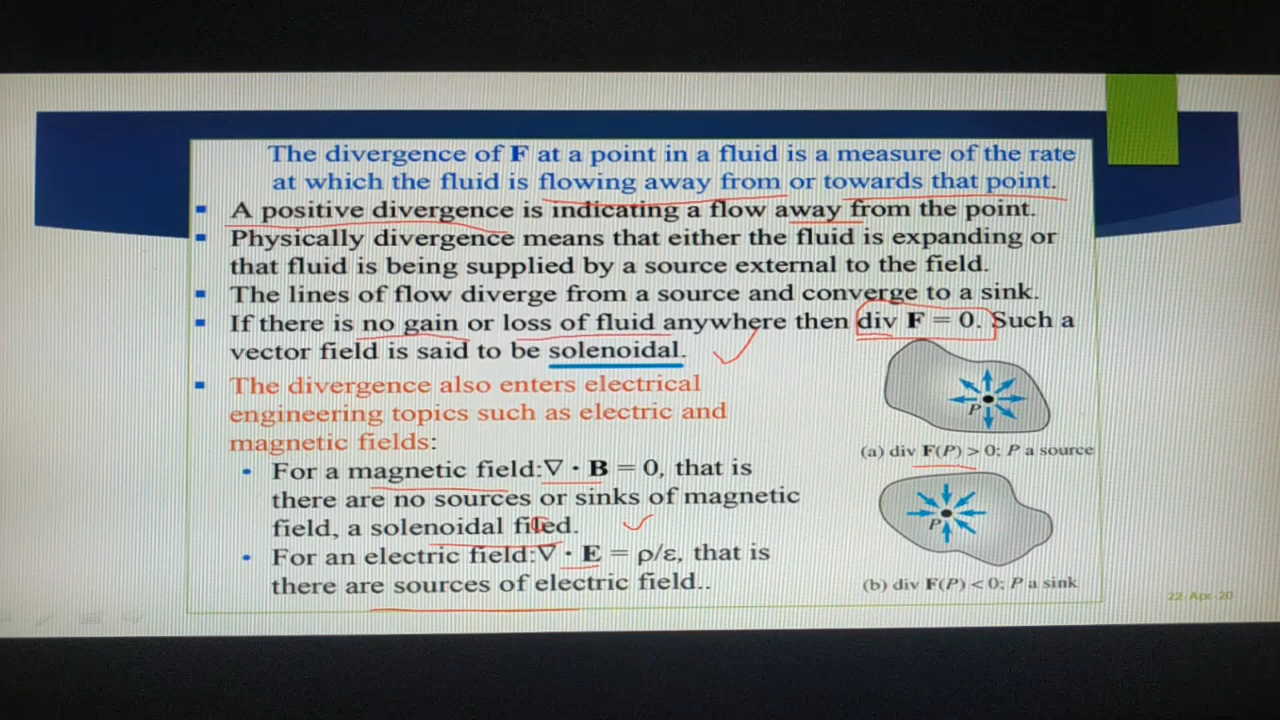 The divergence of F at a point in a fluid is a measure of the rate
at which the fluid is flowing away from or towards that point.
▪ A positive divergence is indicating a flow away from the point.
▪ Physically divergence means that either the fluid is expanding or
that fluid is being supplied by a source external to the field.
▪ The lines of flow diverge from a source and converge to a sink.
▪ If there is no gain or loss of fluid anywhere then div F = 0. Such a
vector field is said to be solenoidal.
▪ The divergence also enters electrical
engineering topics such as electric and
magnetic fields:
• For a magnetic field:∇ · B = 0, that is
there are no sources or sinks of magnetic
field, a solenoidal filed.
• For an electric field:∇ · E = ρ/ε, that is
there are sources of electric field..
P
(a) div F(P) > 0; P a source
P
(b) div F(P) < 0; P a sink
22-Apr-20